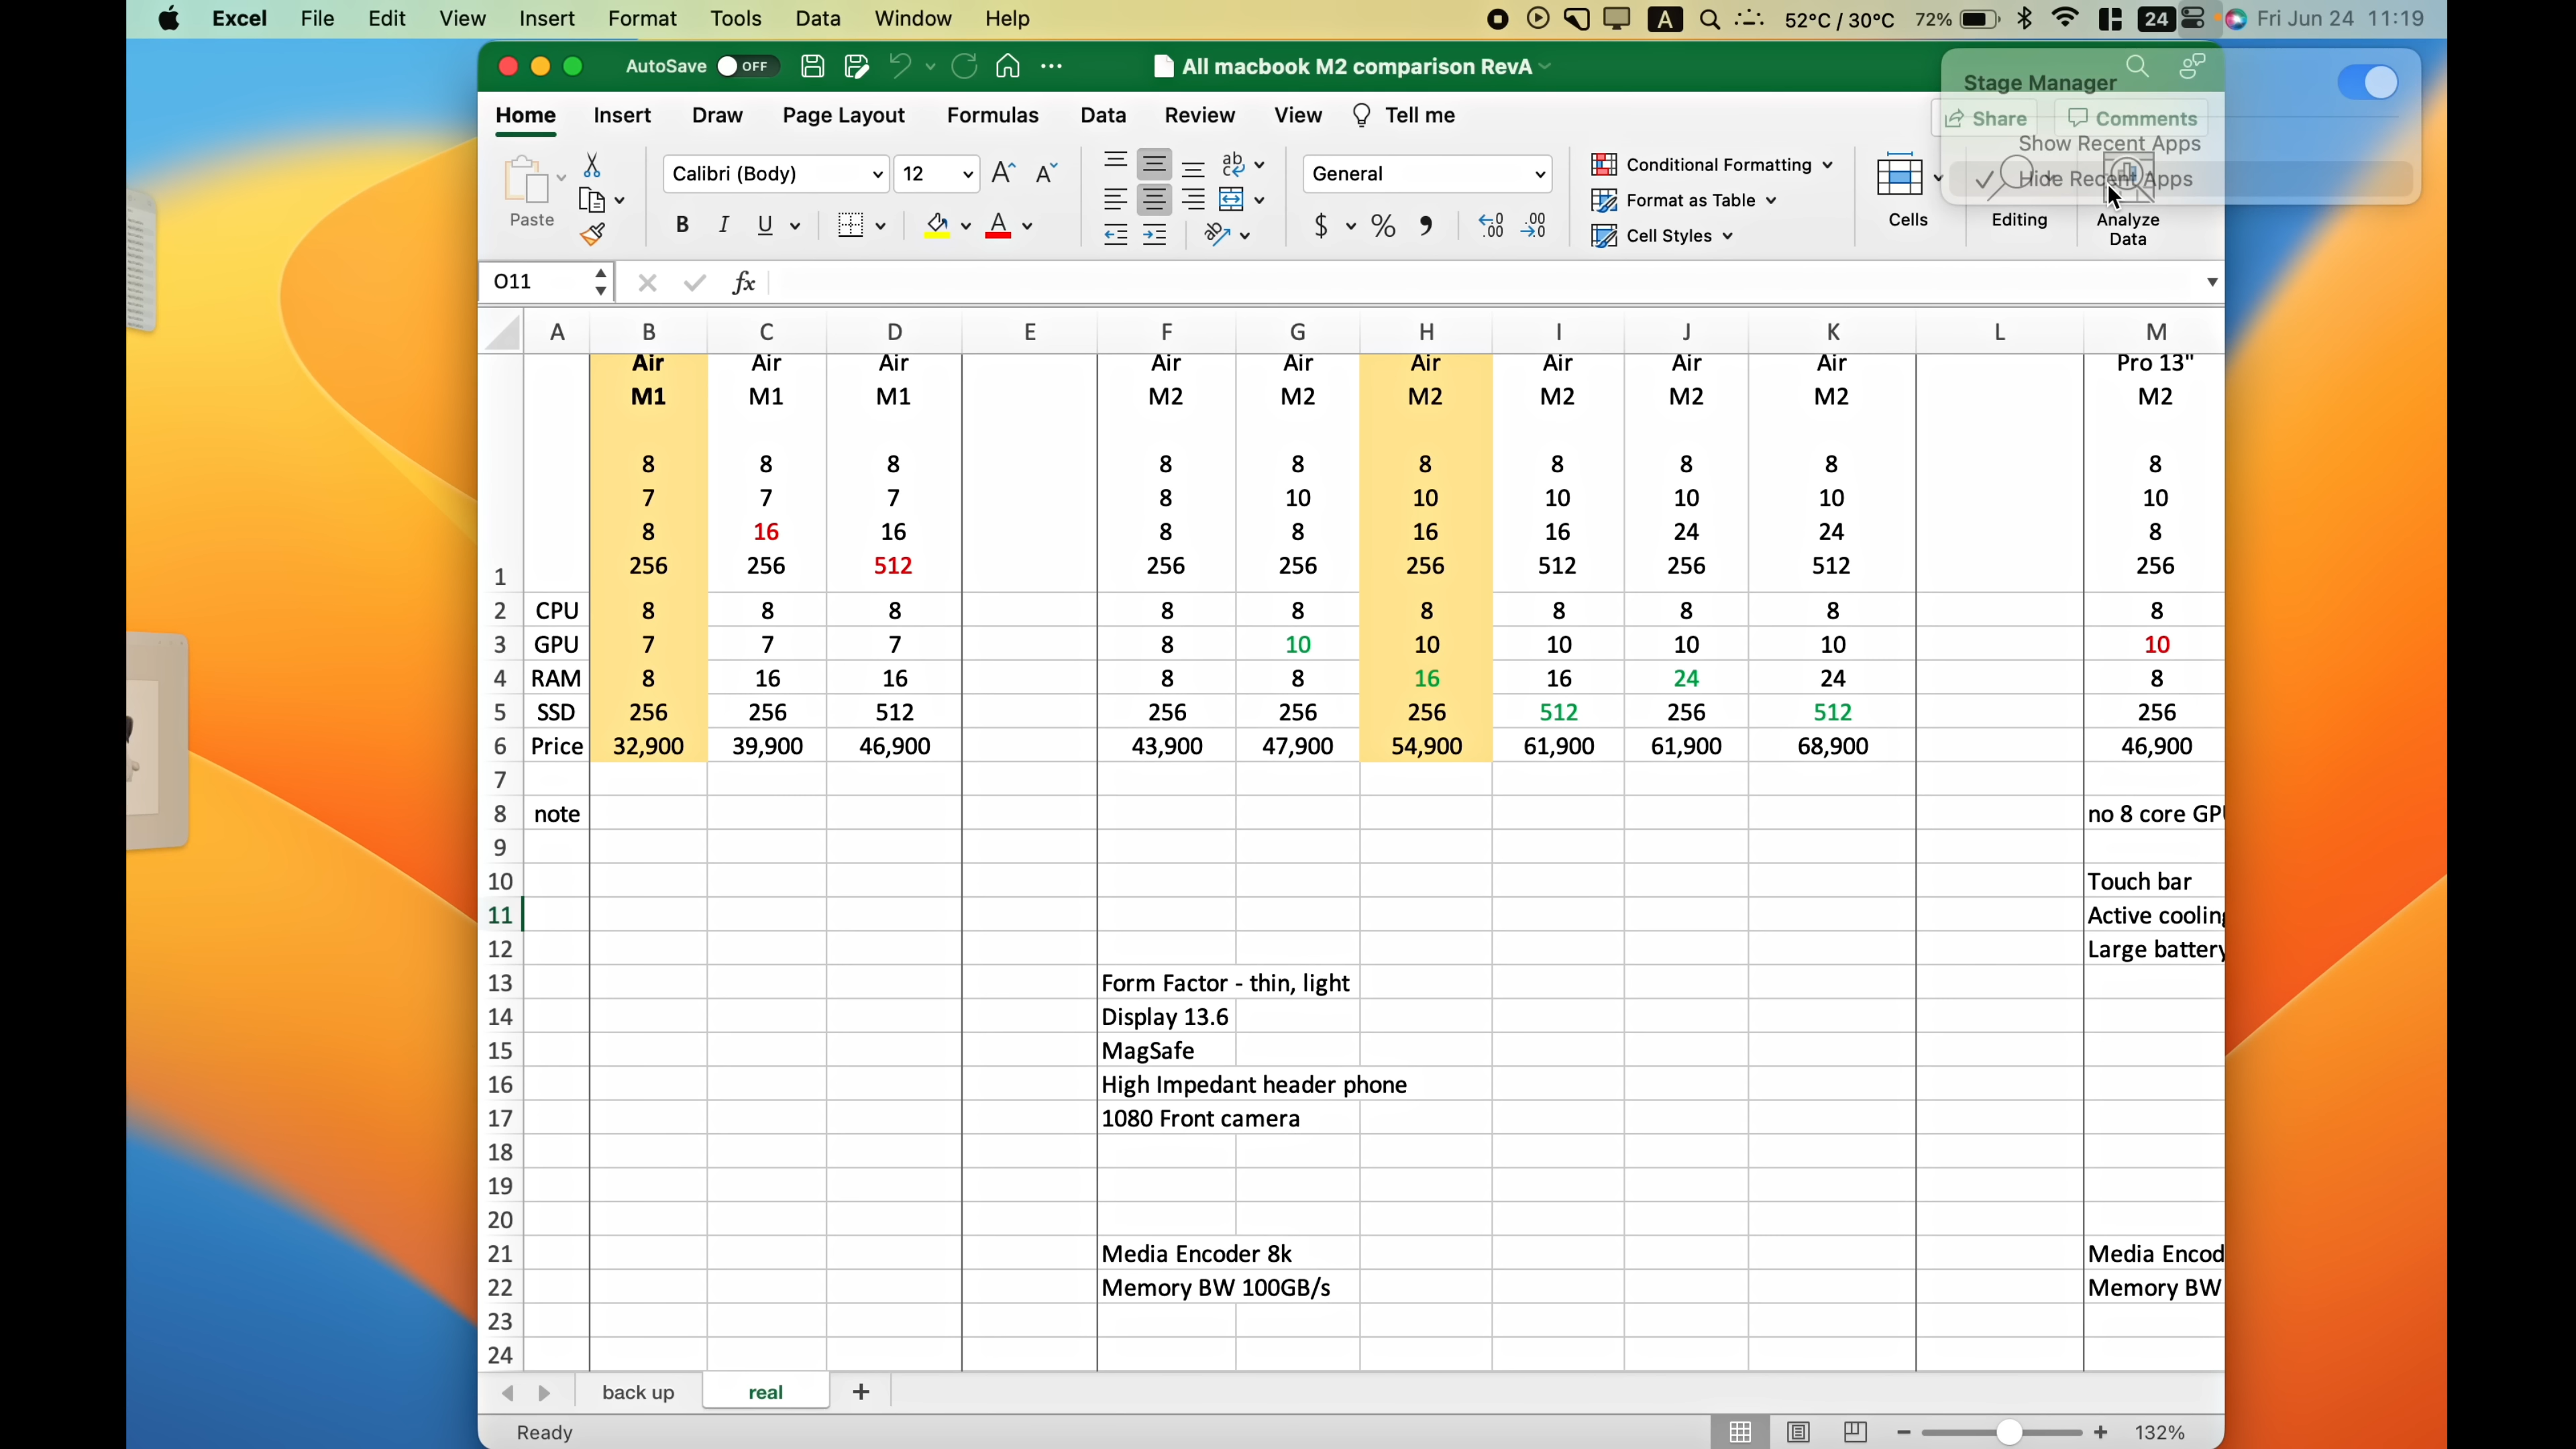 Excel File Edit View Insert Format Tools Data Window Help A 52°C / 30°C 72% 24 Fri Jun 24 11:19
AutoSave OFF All macbook M2 comparison RevA
Stage Manager
Home Insert Draw Page Layout Formulas Data Review View Tell me Share Comments
Show Recent Apps
Hide Recent Apps
Paste Calibri (Body) 12 General Conditional Formatting
Format as Table
Cell Styles
Cells Editing Analyze Data
O11 fx
A B C D E F G H I J K L M
Air Air Air Air Air Air Air Air Air Pro 13"
M1 M1 M1 M2 M2 M2 M2 M2 M2 M2
8 8 8 8 8 8 8 8 8 8
7 7 7 8 10 10 10 10 10 10
8 16 16 8 8 16 16 24 24 8
1 256 256 512 256 256 256 512 256 512 256
2 CPU 8 8 8 8 8 8 8 8 8 8
3 GPU 7 7 7 8 10 10 10 10 10 10
4 RAM 8 16 16 8 8 16 16 24 24 8
5 SSD 256 256 512 256 256 256 512 256 512 256
6 Price 32,900 39,900 46,900 43,900 47,900 54,900 61,900 61,900 68,900 46,900
7
8 note no 8 core GPU
9
10 Touch bar
11 Active cooling
12 Large battery
13 Form Factor - thin, light
14 Display 13.6
15 MagSafe
16 High Impedant header phone
17 1080 Front camera
18
19
20
21 Media Encoder 8k Media Encod
22 Memory BW 100GB/s Memory BW
23
24
back up real +
Ready 132%